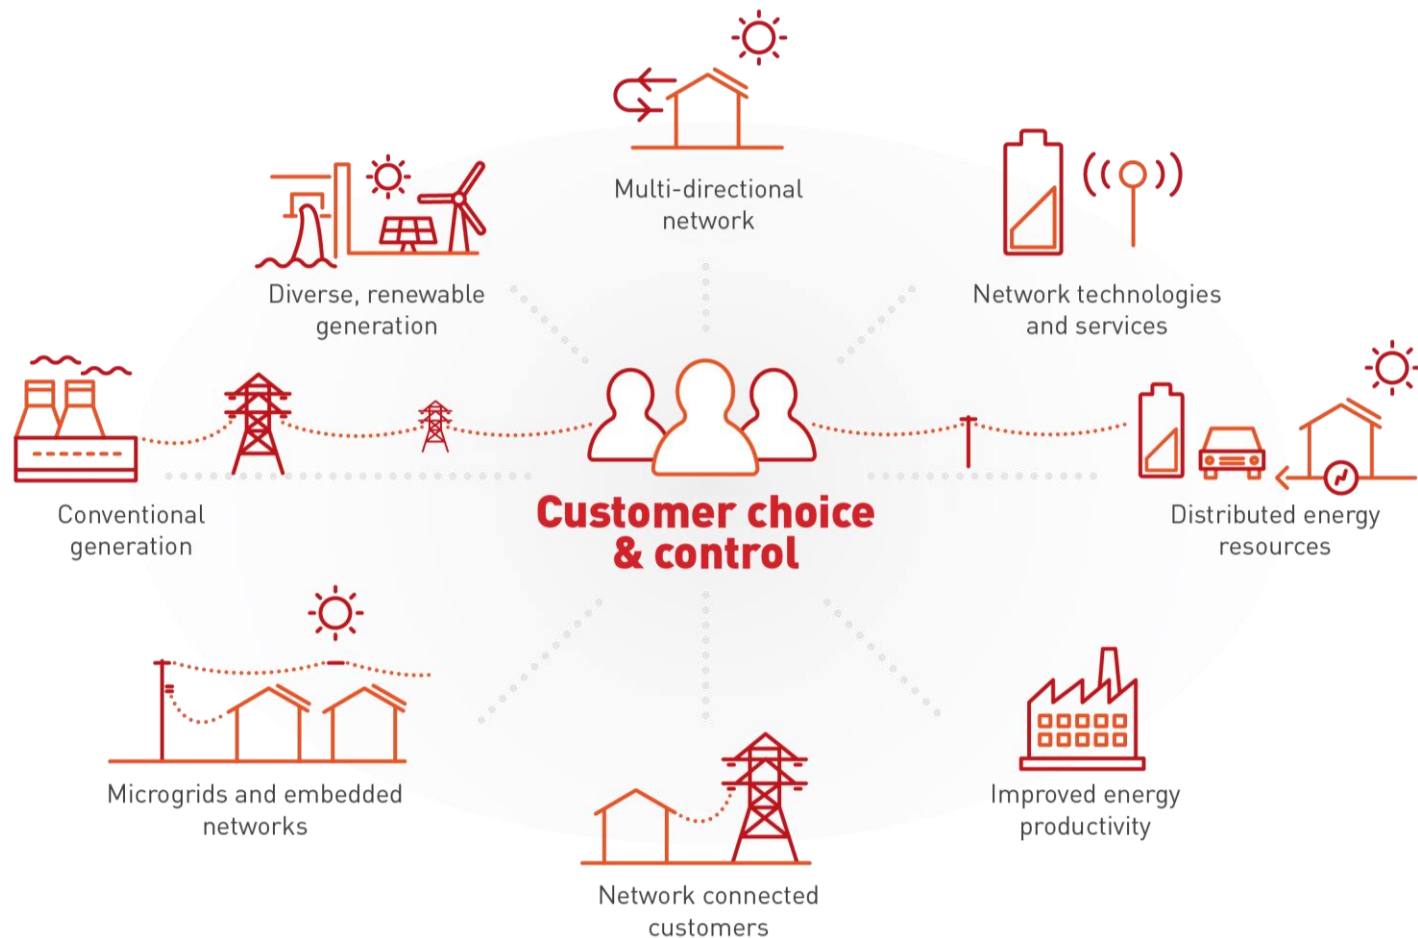 Multi-directional
network
Diverse, renewable
generation
Network technologies
and services
Conventional
generation
Customer choice
& control
Distributed energy
resources
Microgrids and embedded
networks
Improved energy
productivity
Network connected
customers